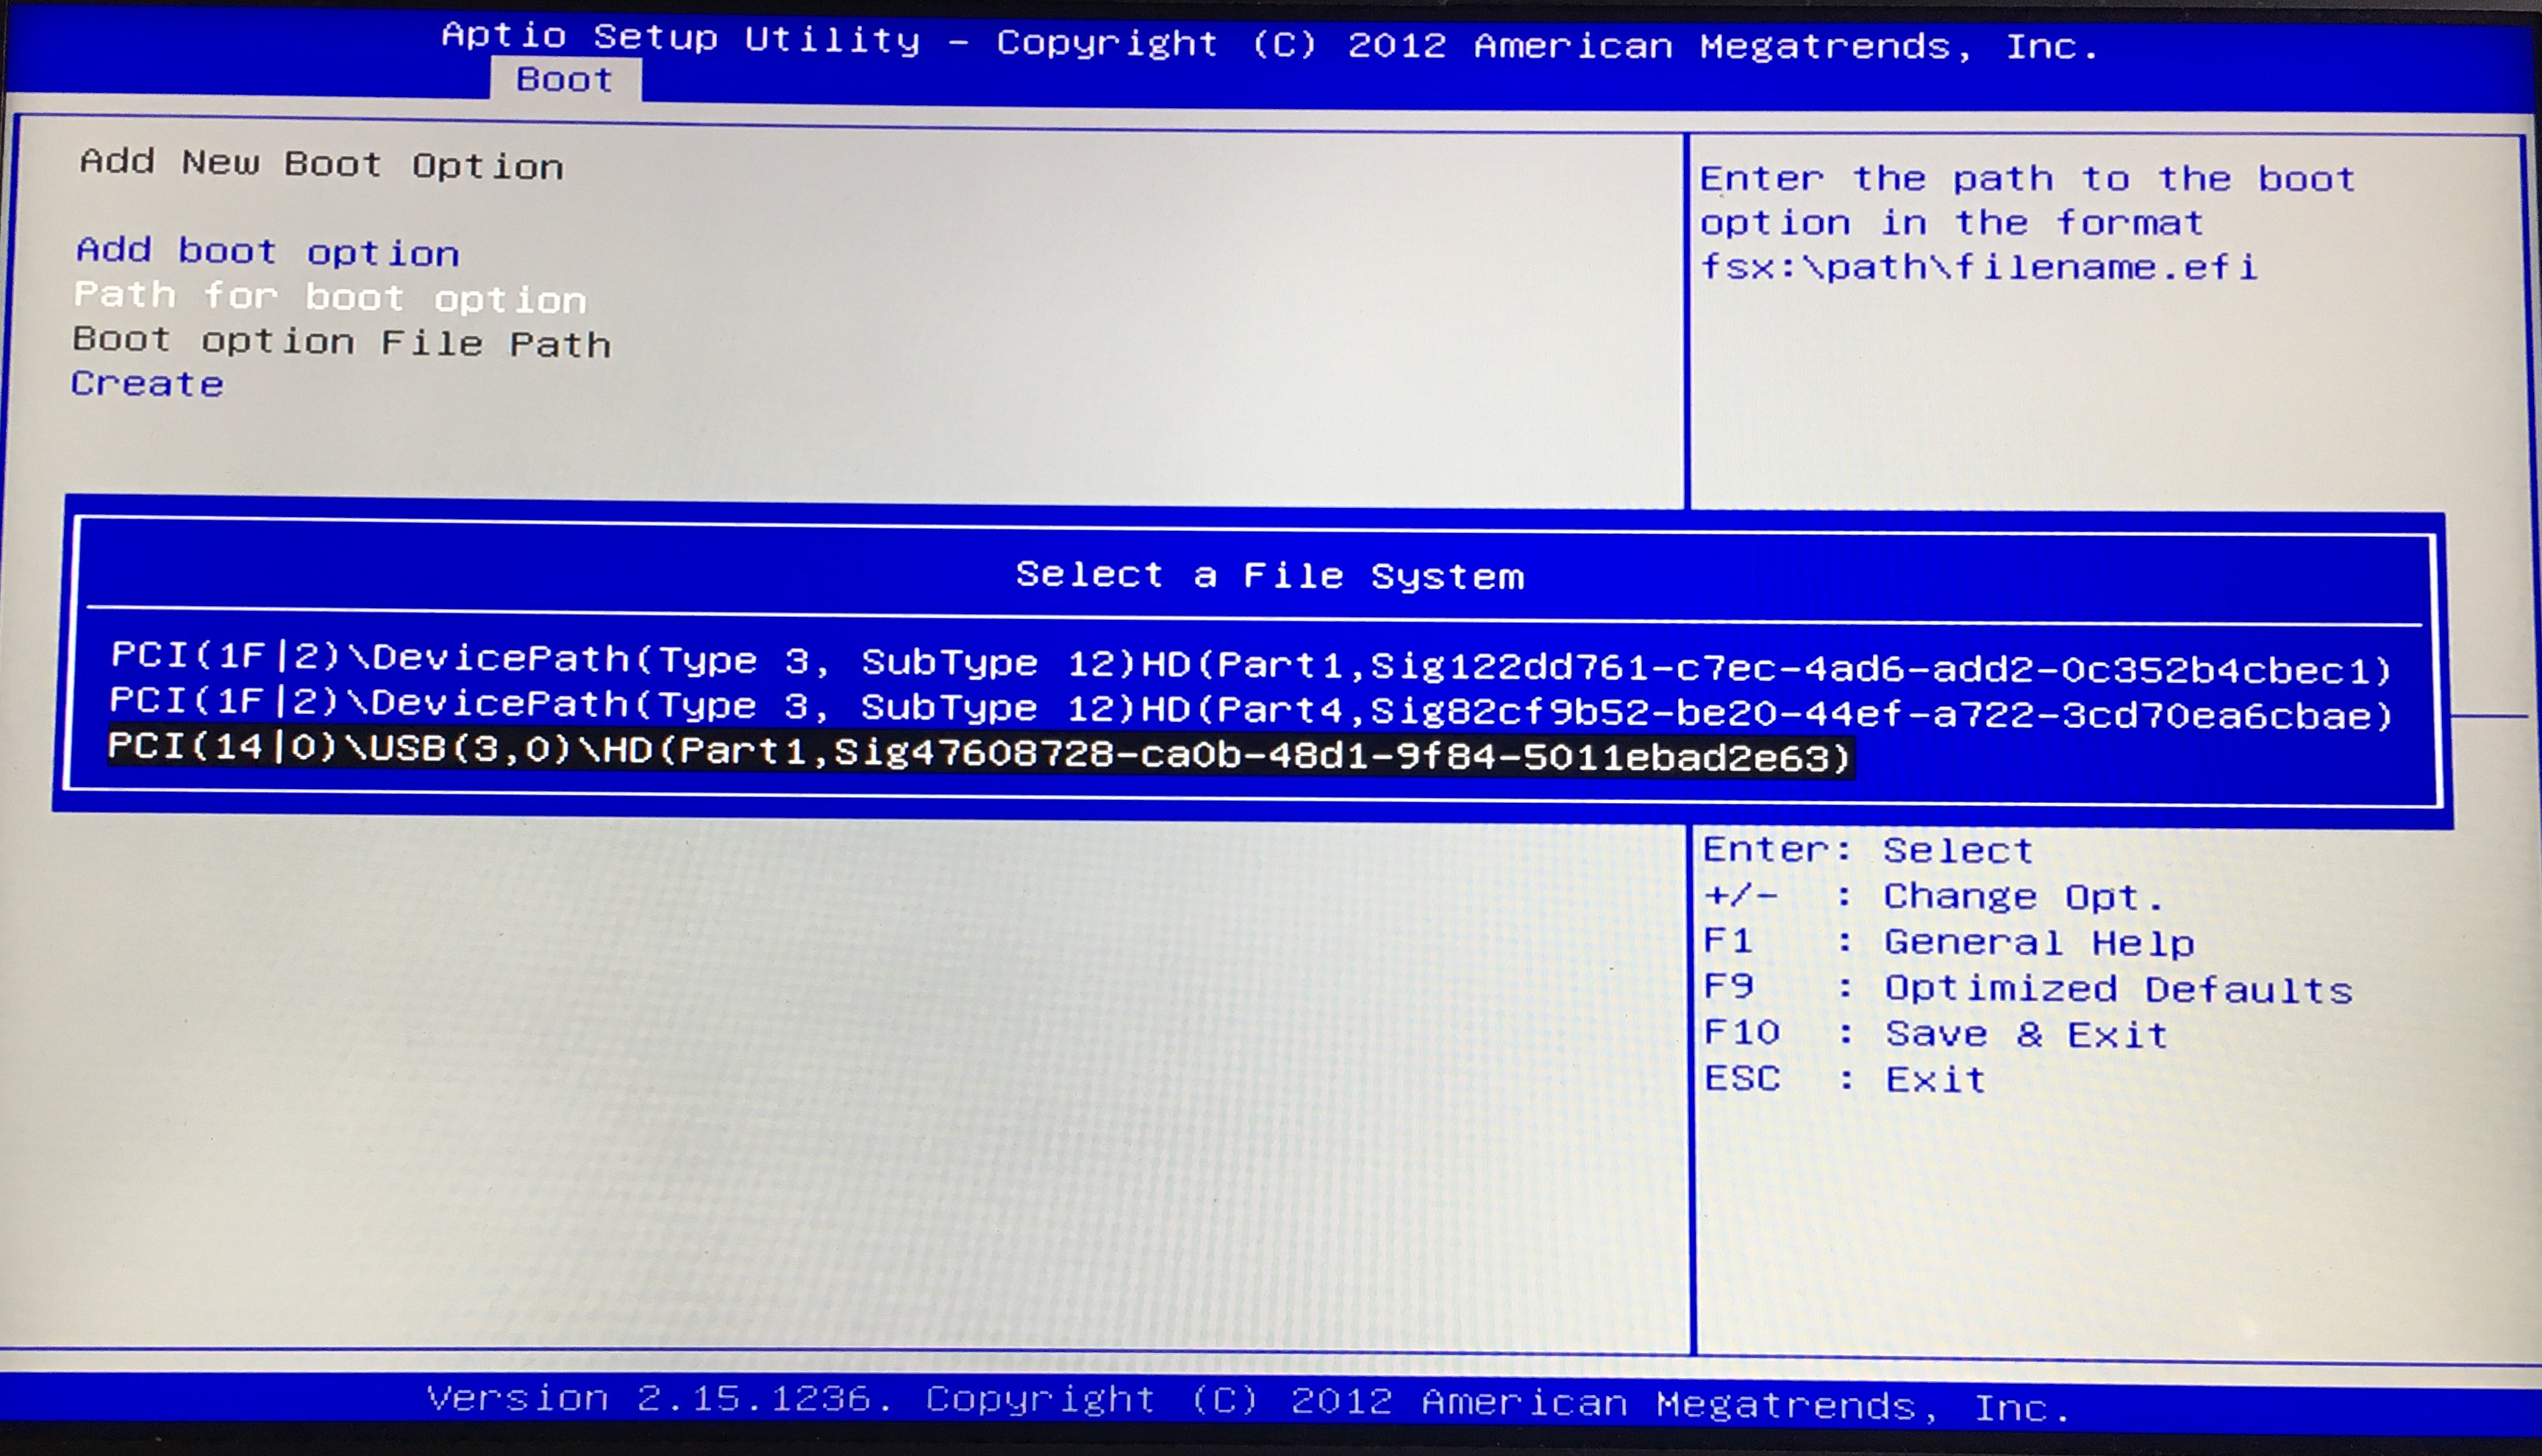 Aptio Setup Utility - Copyright (C) 2012 American Megatrends, Inc.
Boot
Add New Boot Option
Add boot option
Path for boot option
Boot option File Path
Create
Enter the path to the boot
option in the format
fsx:\path\filename.efi
Select a File System
PCI(1F|2)\DevicePath(Type 3, SubType 12)HD(Part1,Sig122dd761-c7ec-4ad6-add2-0c352b4cbec1)
PCI(1F|2)\DevicePath(Type 3, SubType 12)HD(Part4,Sig82cf9b52-be20-44ef-a722-3cd70ea6cbae)
PCI(14|0)\USB(3,0)\HD(Part1,Sig47608728-ca0b-48d1-9f84-5011ebad2e63)
Enter: Select
+/- : Change Opt.
F1 : General Help
F9 : Optimized Defaults
F10 : Save & Exit
ESC : Exit
Version 2.15.1236. Copyright (C) 2012 American Megatrends, Inc.